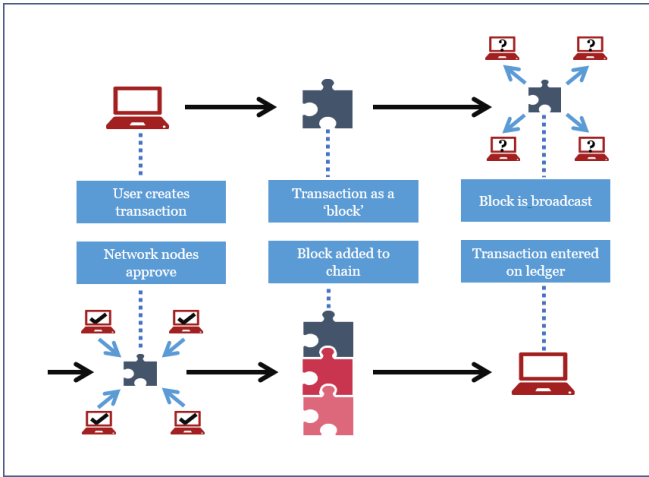 ?
?
?
?
User creates
transaction
Transaction as a
‘block’
Block is broadcast
Network nodes
approve
Block added to
chain
Transaction entered
on ledger